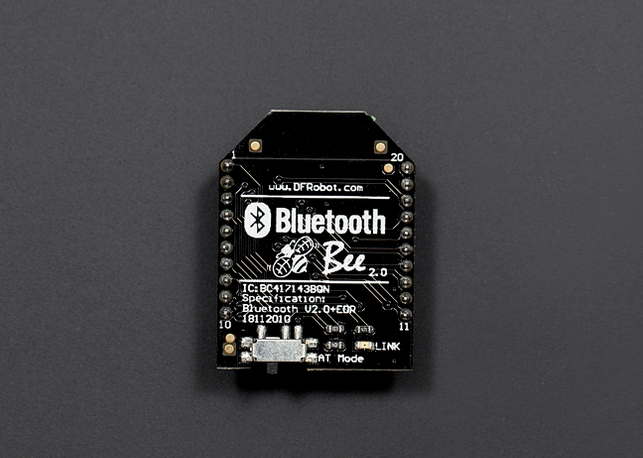 1 20
www.DFRobot.com
Bluetooth
Bee 2.0
IC:BC417143BQN
Specification:
Bluetooth V2.0+EDR
18112010
10 11
LINK
AT Mode